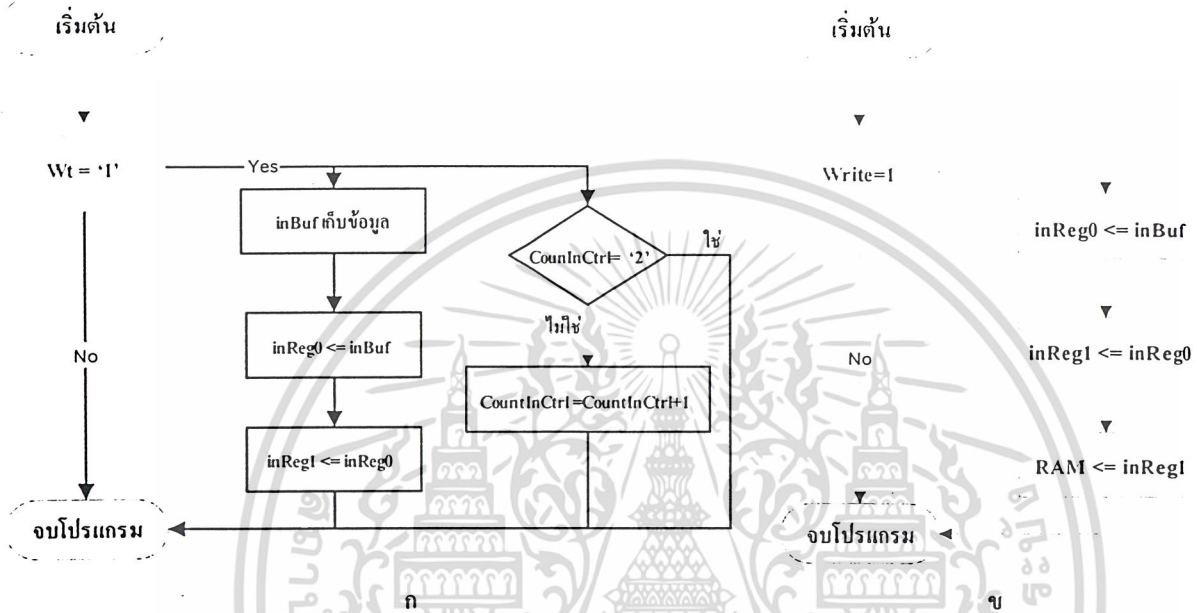 เริ่มต้น
Wt = ‘1’
Yes
No
inBuf เก็บข้อมูล
inReg0 <= inBuf
inReg1 <= inReg0
CounInCtrl= ‘2’
ใช่
ไม่ใช่
CountInCtrl=CountInCtrl+1
จบโปรแกรม
ก
เริ่มต้น
Write=1
No
inReg0 <= inBuf
inReg1 <= inReg0
RAM <= inReg1
จบโปรแกรม
ข